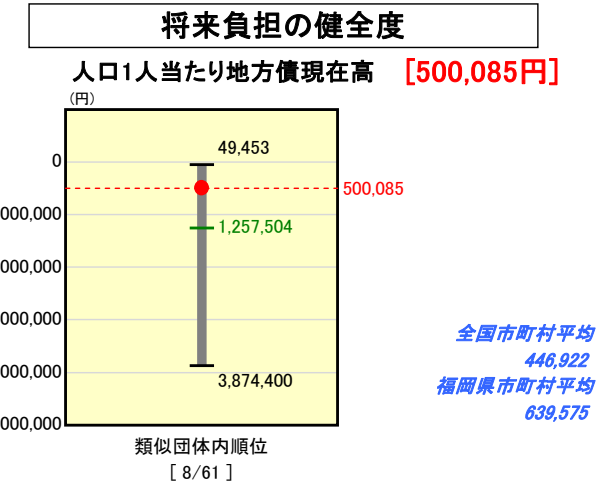 将来負担の健全度
人口1人当たり地方債現在高 [500,085円]
(円)
49,453
0
500,085
000,000
1,257,504
000,000
000,000
000,000
3,874,400
000,000
全国市町村平均
446,922
福岡県市町村平均
639,575
類似団体内順位
[ 8/61 ]